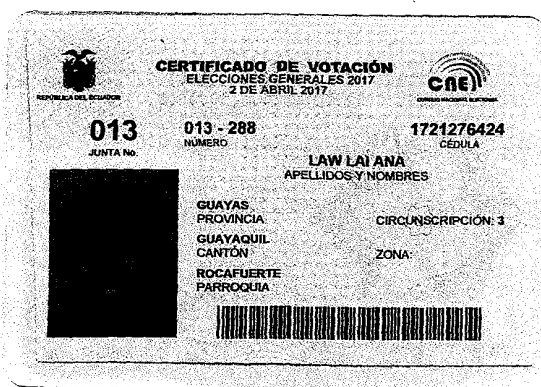 CERTIFICADO DE VOTACIÓN
ELECCIONES GENERALES 2017
2 DE ABRIL 2017
REPÚBLICA DEL ECUADOR
CNE
CONSEJO NACIONAL ELECTORAL
013
JUNTA No.
013 - 288
NÚMERO
1721276424
CÉDULA
LAW LAI ANA
APELLIDOS Y NOMBRES
GUAYAS
PROVINCIA
CIRCUNSCRIPCIÓN: 3
GUAYAQUIL
CANTÓN
ZONA:
ROCAFUERTE
PARROQUIA